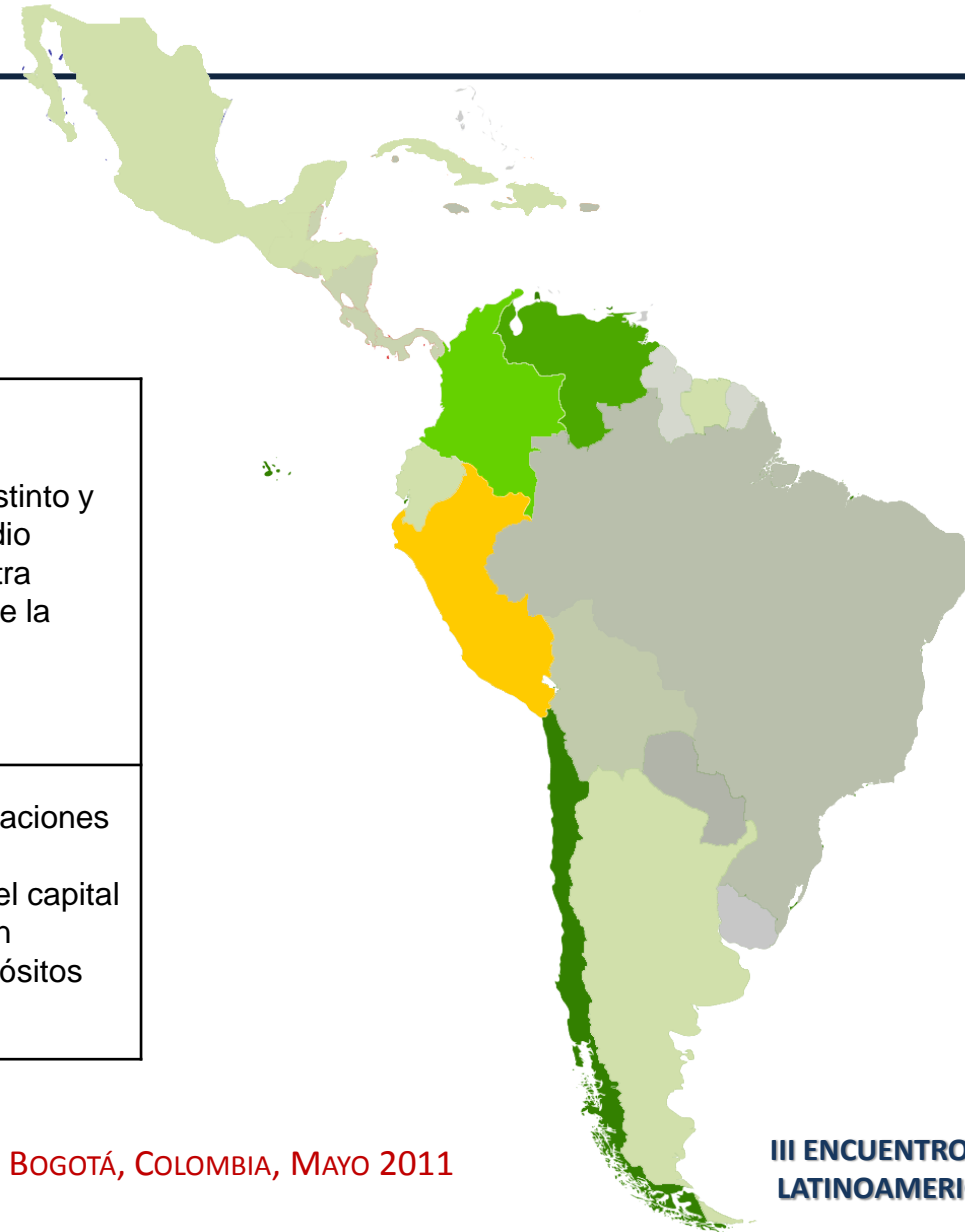 stinto y
dio
tra
e la
aciones
el capital
n
ósitos
BOGOTÁ, COLOMBIA, MAYO 2011
III ENCUENTRO
LATINOAMERI